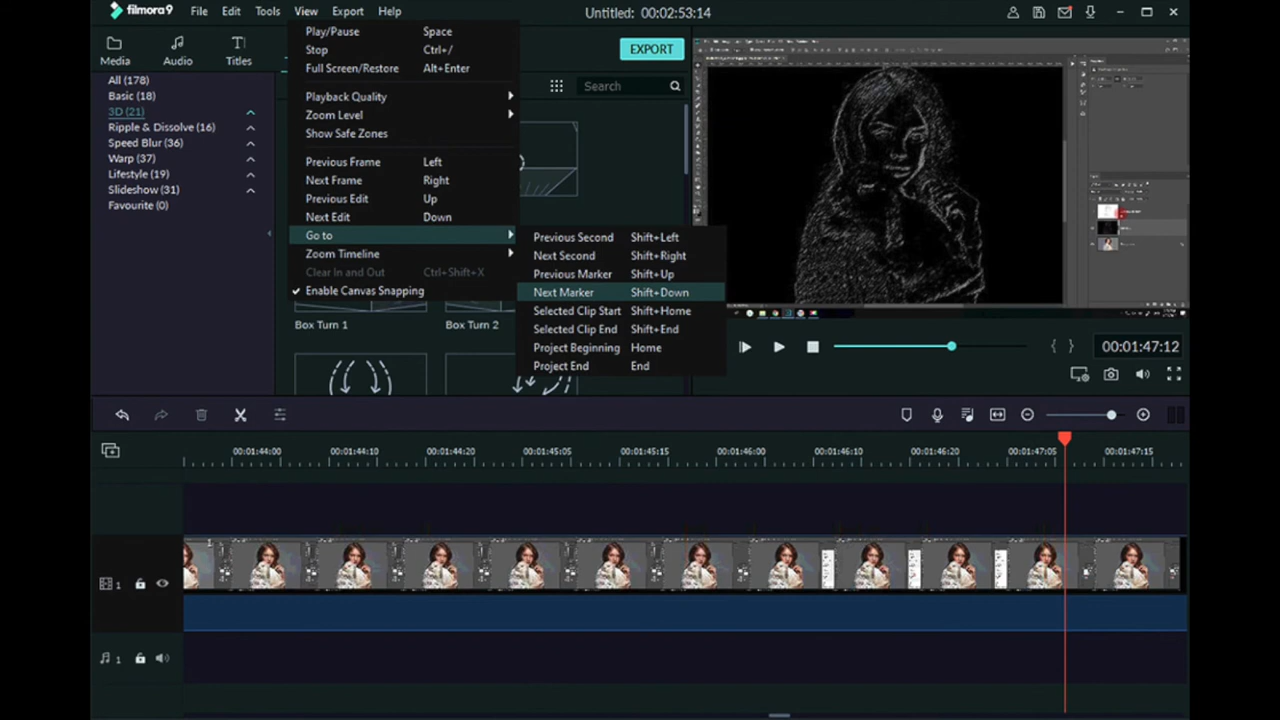 filmora9 File Edit Tools View Export Help Untitled: 00:02:53:14
Media Audio Titles EXPORT
Search
All (178)
Basic (18)
3D (21)
Ripple & Dissolve (16)
Speed Blur (36)
Warp (37)
Lifestyle (19)
Slideshow (31)
Favourite (0)
Play/Pause Space
Stop Ctrl+/
Full Screen/Restore Alt+Enter
Playback Quality
Zoom Level
Show Safe Zones
Previous Frame Left
Next Frame Right
Previous Edit Up
Next Edit Down
Go to
Zoom Timeline
Clear In and Out Ctrl+Shift+X
Enable Canvas Snapping
Previous Second Shift+Left
Next Second Shift+Right
Previous Marker Shift+Up
Next Marker Shift+Down
Selected Clip Start Shift+Home
Selected Clip End Shift+End
Project Beginning Home
Project End End
Box Turn 1 Box Turn 2
00:01:47:12
00:01:44:00 00:01:44:10 00:01:44:20 00:01:45:05 00:01:45:15 00:01:46:00 00:01:46:10 00:01:46:20 00:01:47:05 00:01:47:15
1
1